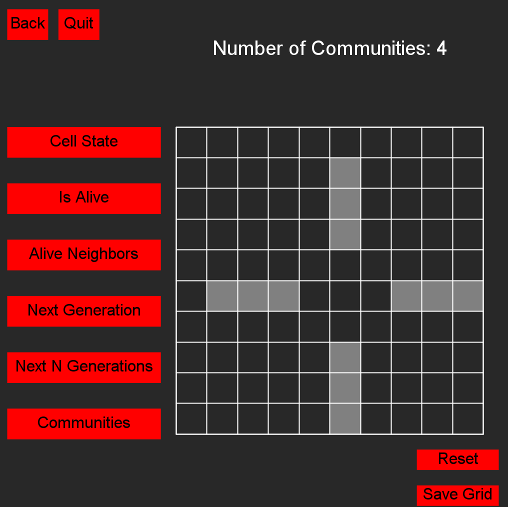 Back Quit
Number of Communities: 4
Cell State
Is Alive
Alive Neighbors
Next Generation
Next N Generations
Communities
Reset
Save Grid